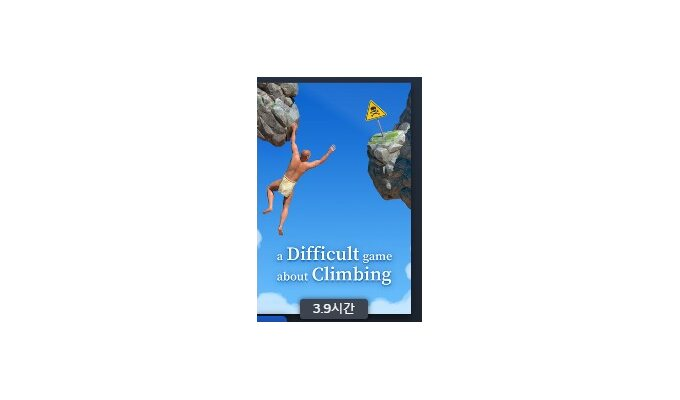 a Difficult game
about Climbing
3.9시간